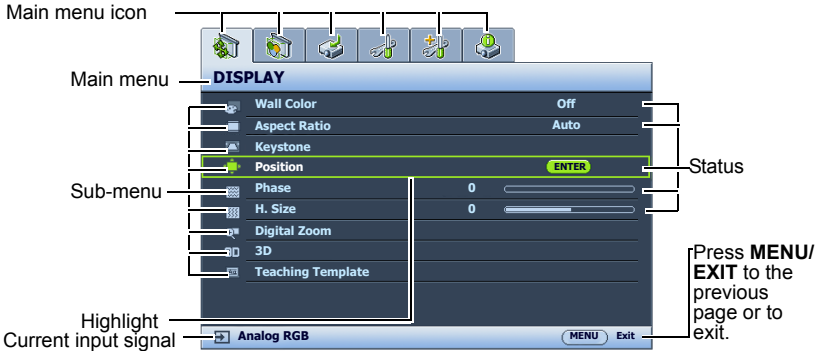 Main menu icon
Main menu
DISPLAY
Wall Color Off
Aspect Ratio Auto
Keystone
Position ENTER
Status
Sub-menu
Phase 0
H. Size 0
Digital Zoom
3D
Teaching Template
Press MENU/
EXIT to the
previous
page or to
exit.
Highlight
Current input signal
Analog RGB
MENU Exit